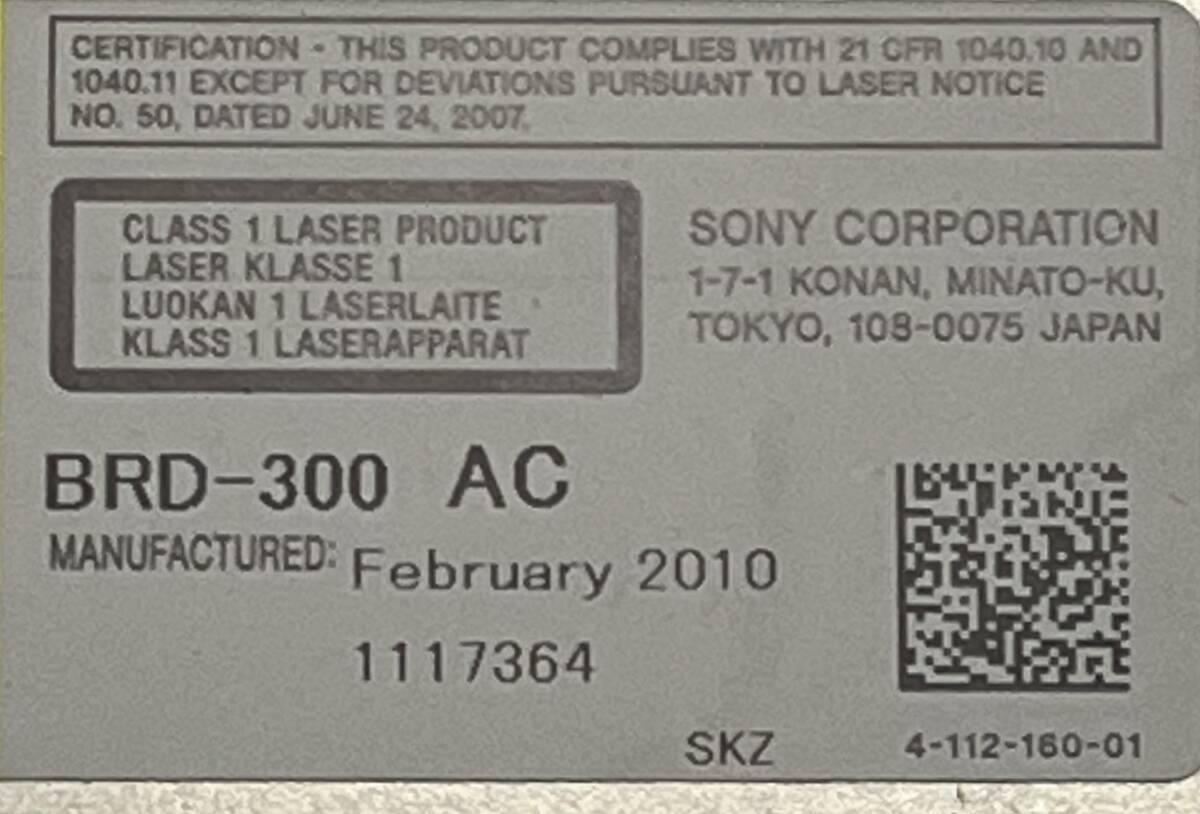 CERTIFICATION - THIS PRODUCT COMPLIES WITH 21 CFR 1040.10 AND
1040.11 EXCEPT FOR DEVIATIONS PURSUANT TO LASER NOTICE
NO. 50, DATED JUNE 24, 2007.
CLASS 1 LASER PRODUCT
LASER KLASSE 1
LUOKAN 1 LASERLAITE
KLASS 1 LASERAPPARAT
SONY CORPORATION
1-7-1 KONAN, MINATO-KU,
TOKYO, 108-0075 JAPAN
BRD-300 AC
MANUFACTURED: February 2010
1117364
SKZ
4-112-160-01